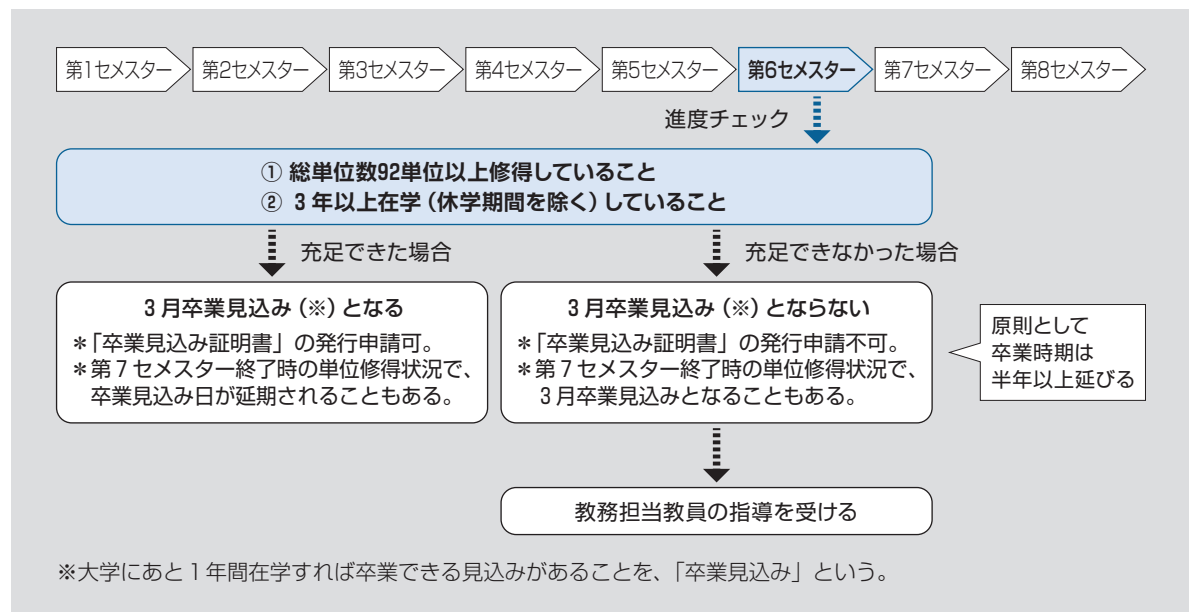 第1セメスター
第2セメスター
第3セメスター
第4セメスター
第5セメスター
第6セメスター
第7セメスター
第8セメスター
進度チェック
① 総単位数92単位以上修得していること
② 3年以上在学(休学期間を除く)していること
充足できた場合
充足できなかった場合
3月卒業見込み(※)となる
*「卒業見込み証明書」の発行申請可。
*第7セメスター終了時の単位修得状況で、
卒業見込み日が延期されることもある。
3月卒業見込み(※)とならない
*「卒業見込み証明書」の発行申請不可。
*第7セメスター終了時の単位修得状況で、
3月卒業見込みとなることもある。
原則として
卒業時期は
半年以上延びる
教務担当教員の指導を受ける
※大学にあと1年間在学すれば卒業できる見込みがあることを、「卒業見込み」という。